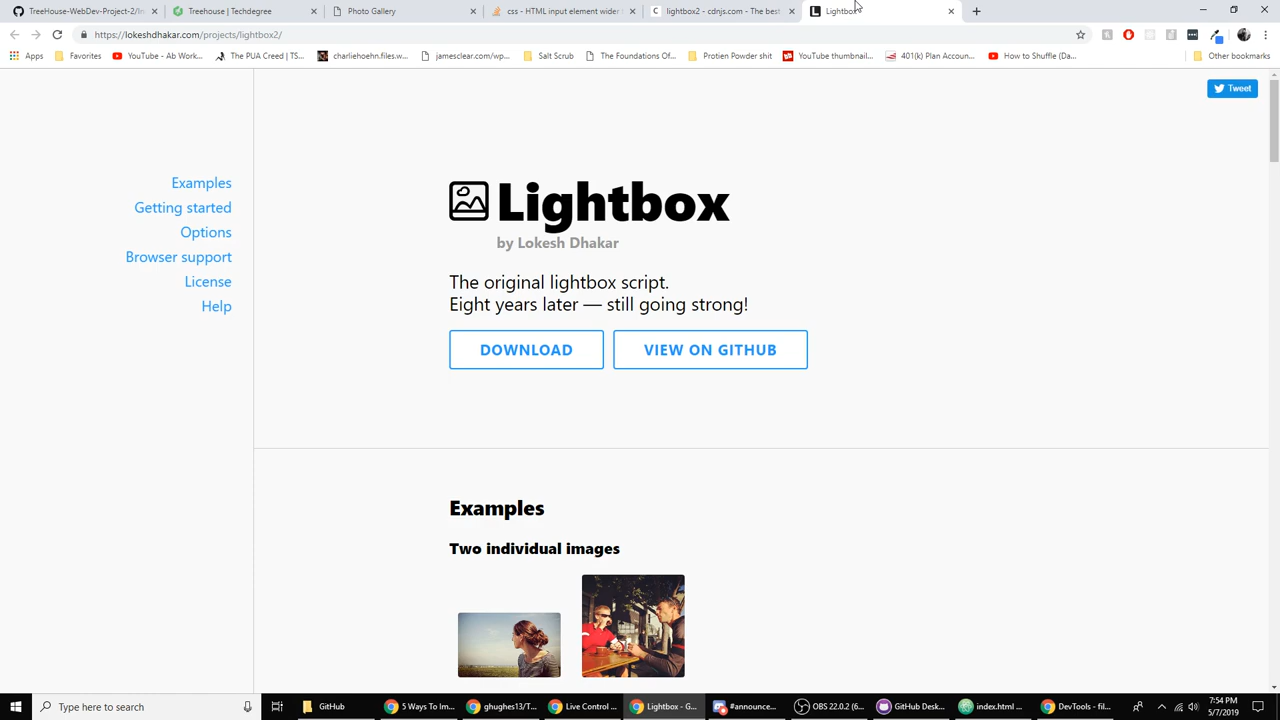 TreeHouse-WebDev-Project-2/In
Treehouse | Techdegree
Photo Gallery
css - HTML input element wider
lightbox2 - cdnjs.com - The best
Lightbox
https://lokeshdhakar.com/projects/lightbox2/
Apps
Favorites
YouTube - Ab Work...
The PUA Creed | TS...
charliehoehn.files.w...
jamesclear.com/wp...
Salt Scrub
The Foundations Of...
Protien Powder shit
YouTube thumbnail...
401(k) Plan Accoun...
How to Shuffle (Da...
Other bookmarks
Tweet
Examples
Getting started
Options
Browser support
License
Help
Lightbox
by Lokesh Dhakar
The original lightbox script.
Eight years later — still going strong!
DOWNLOAD
VIEW ON GITHUB
Examples
Two individual images
Type here to search
GitHub
5 Ways To Im...
ghughes13/T...
Live Control ...
Lightbox - G...
#announce...
OBS 22.0.2 (6...
GitHub Desk...
index.html ...
DevTools - fil...
7:54 PM
5/7/2019